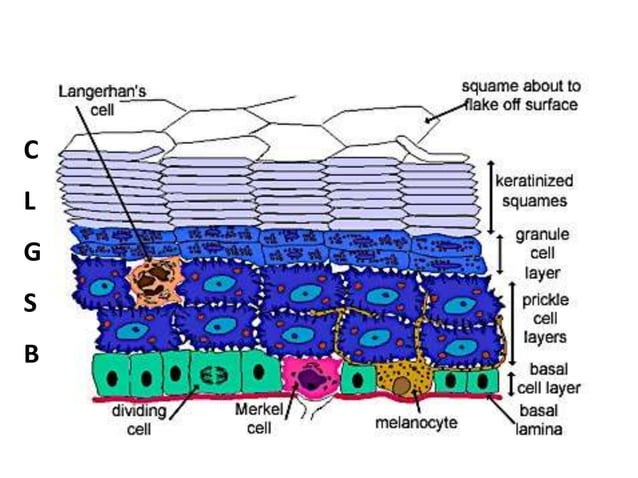 Langerhan's
cell
squame about to
flake off surface
C
L
G
S
B
keratinized
squames
granule
cell
layer
prickle
cell
layers
basal
cell layer
basal
lamina
dividing
cell
Merkel
cell
melanocyte